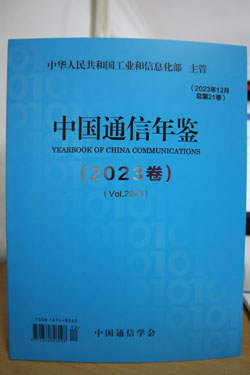 中华人民共和国工业和信息化部 主管
(2023年12月
总第21卷)
中国通信年鉴
YEARBOOK OF CHINA COMMUNICATIONS
(2023卷)
(Vol.2023)
中国通信学会